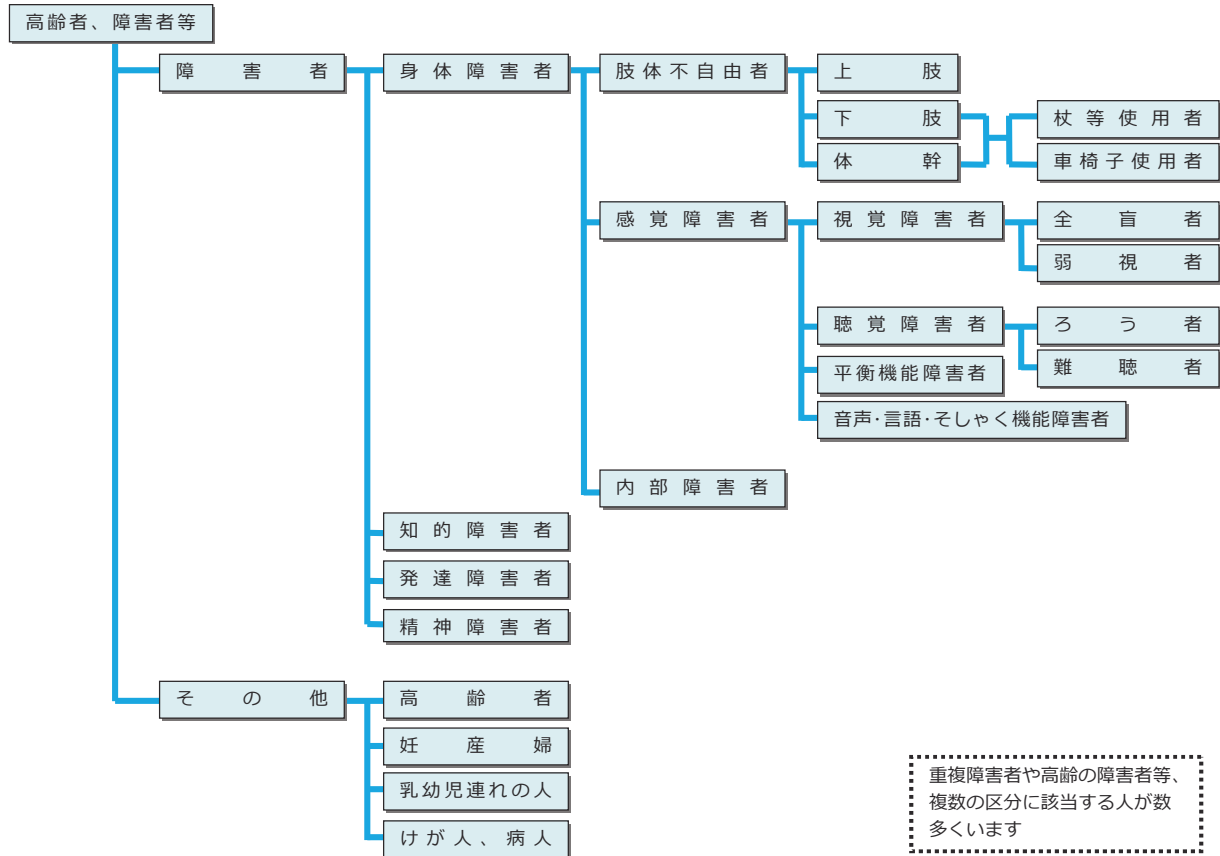 高齢者、障害者等
障害者
身体障害者
肢体不自由者
上肢
下肢
杖等使用者
体幹
車椅子使用者
感覚障害者
視覚障害者
全盲者
弱視者
聴覚障害者
ろう者
難聴者
平衡機能障害者
音声・言語・そしゃく機能障害者
内部障害者
知的障害者
発達障害者
精神障害者
その他
高齢者
妊産婦
乳幼児連れの人
けが人、病人
重複障害者や高齢の障害者等、
複数の区分に該当する人が数
多くいます